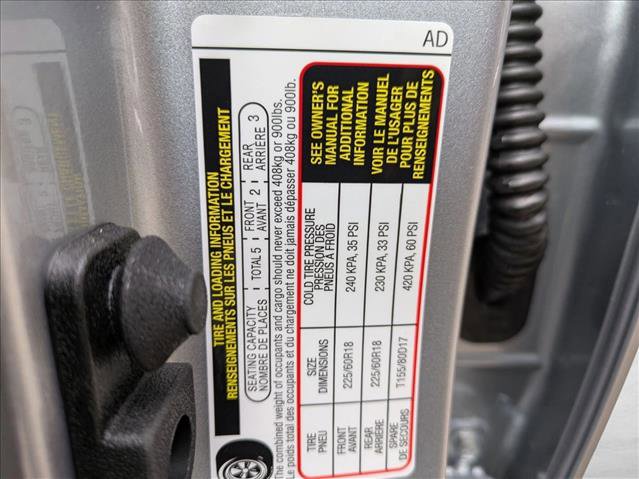 AD
TIRE AND LOADING INFORMATION
RENSEIGNEMENTS SUR LES PNEUS ET LE CHARGEMENT
SEATING CAPACITY TOTAL 5 FRONT 2 REAR 3
NOMBRE DE PLACES AVANT ARRIÈRE
The combined weight of occupants and cargo should never exceed 408kg or 900lbs.
Le poids total des occupants et du chargement ne doit jamais dépasser 408kg ou 900lb.
TIRE SIZE COLD TIRE PRESSURE
PNEU DIMENSIONS PRESSION DES
PNEUS À FROID
FRONT 225/60R18 240 KPA, 35 PSI
AVANT
REAR 225/60R18 230 KPA, 33 PSI
ARRIÈRE
SPARE T155/80D17 420 KPA, 60 PSI
DE SECOURS
SEE OWNER'S
MANUAL FOR
ADDITIONAL
INFORMATION
VOIR LE MANUEL
DE L'USAGER
POUR PLUS DE
RENSEIGNEMENTS